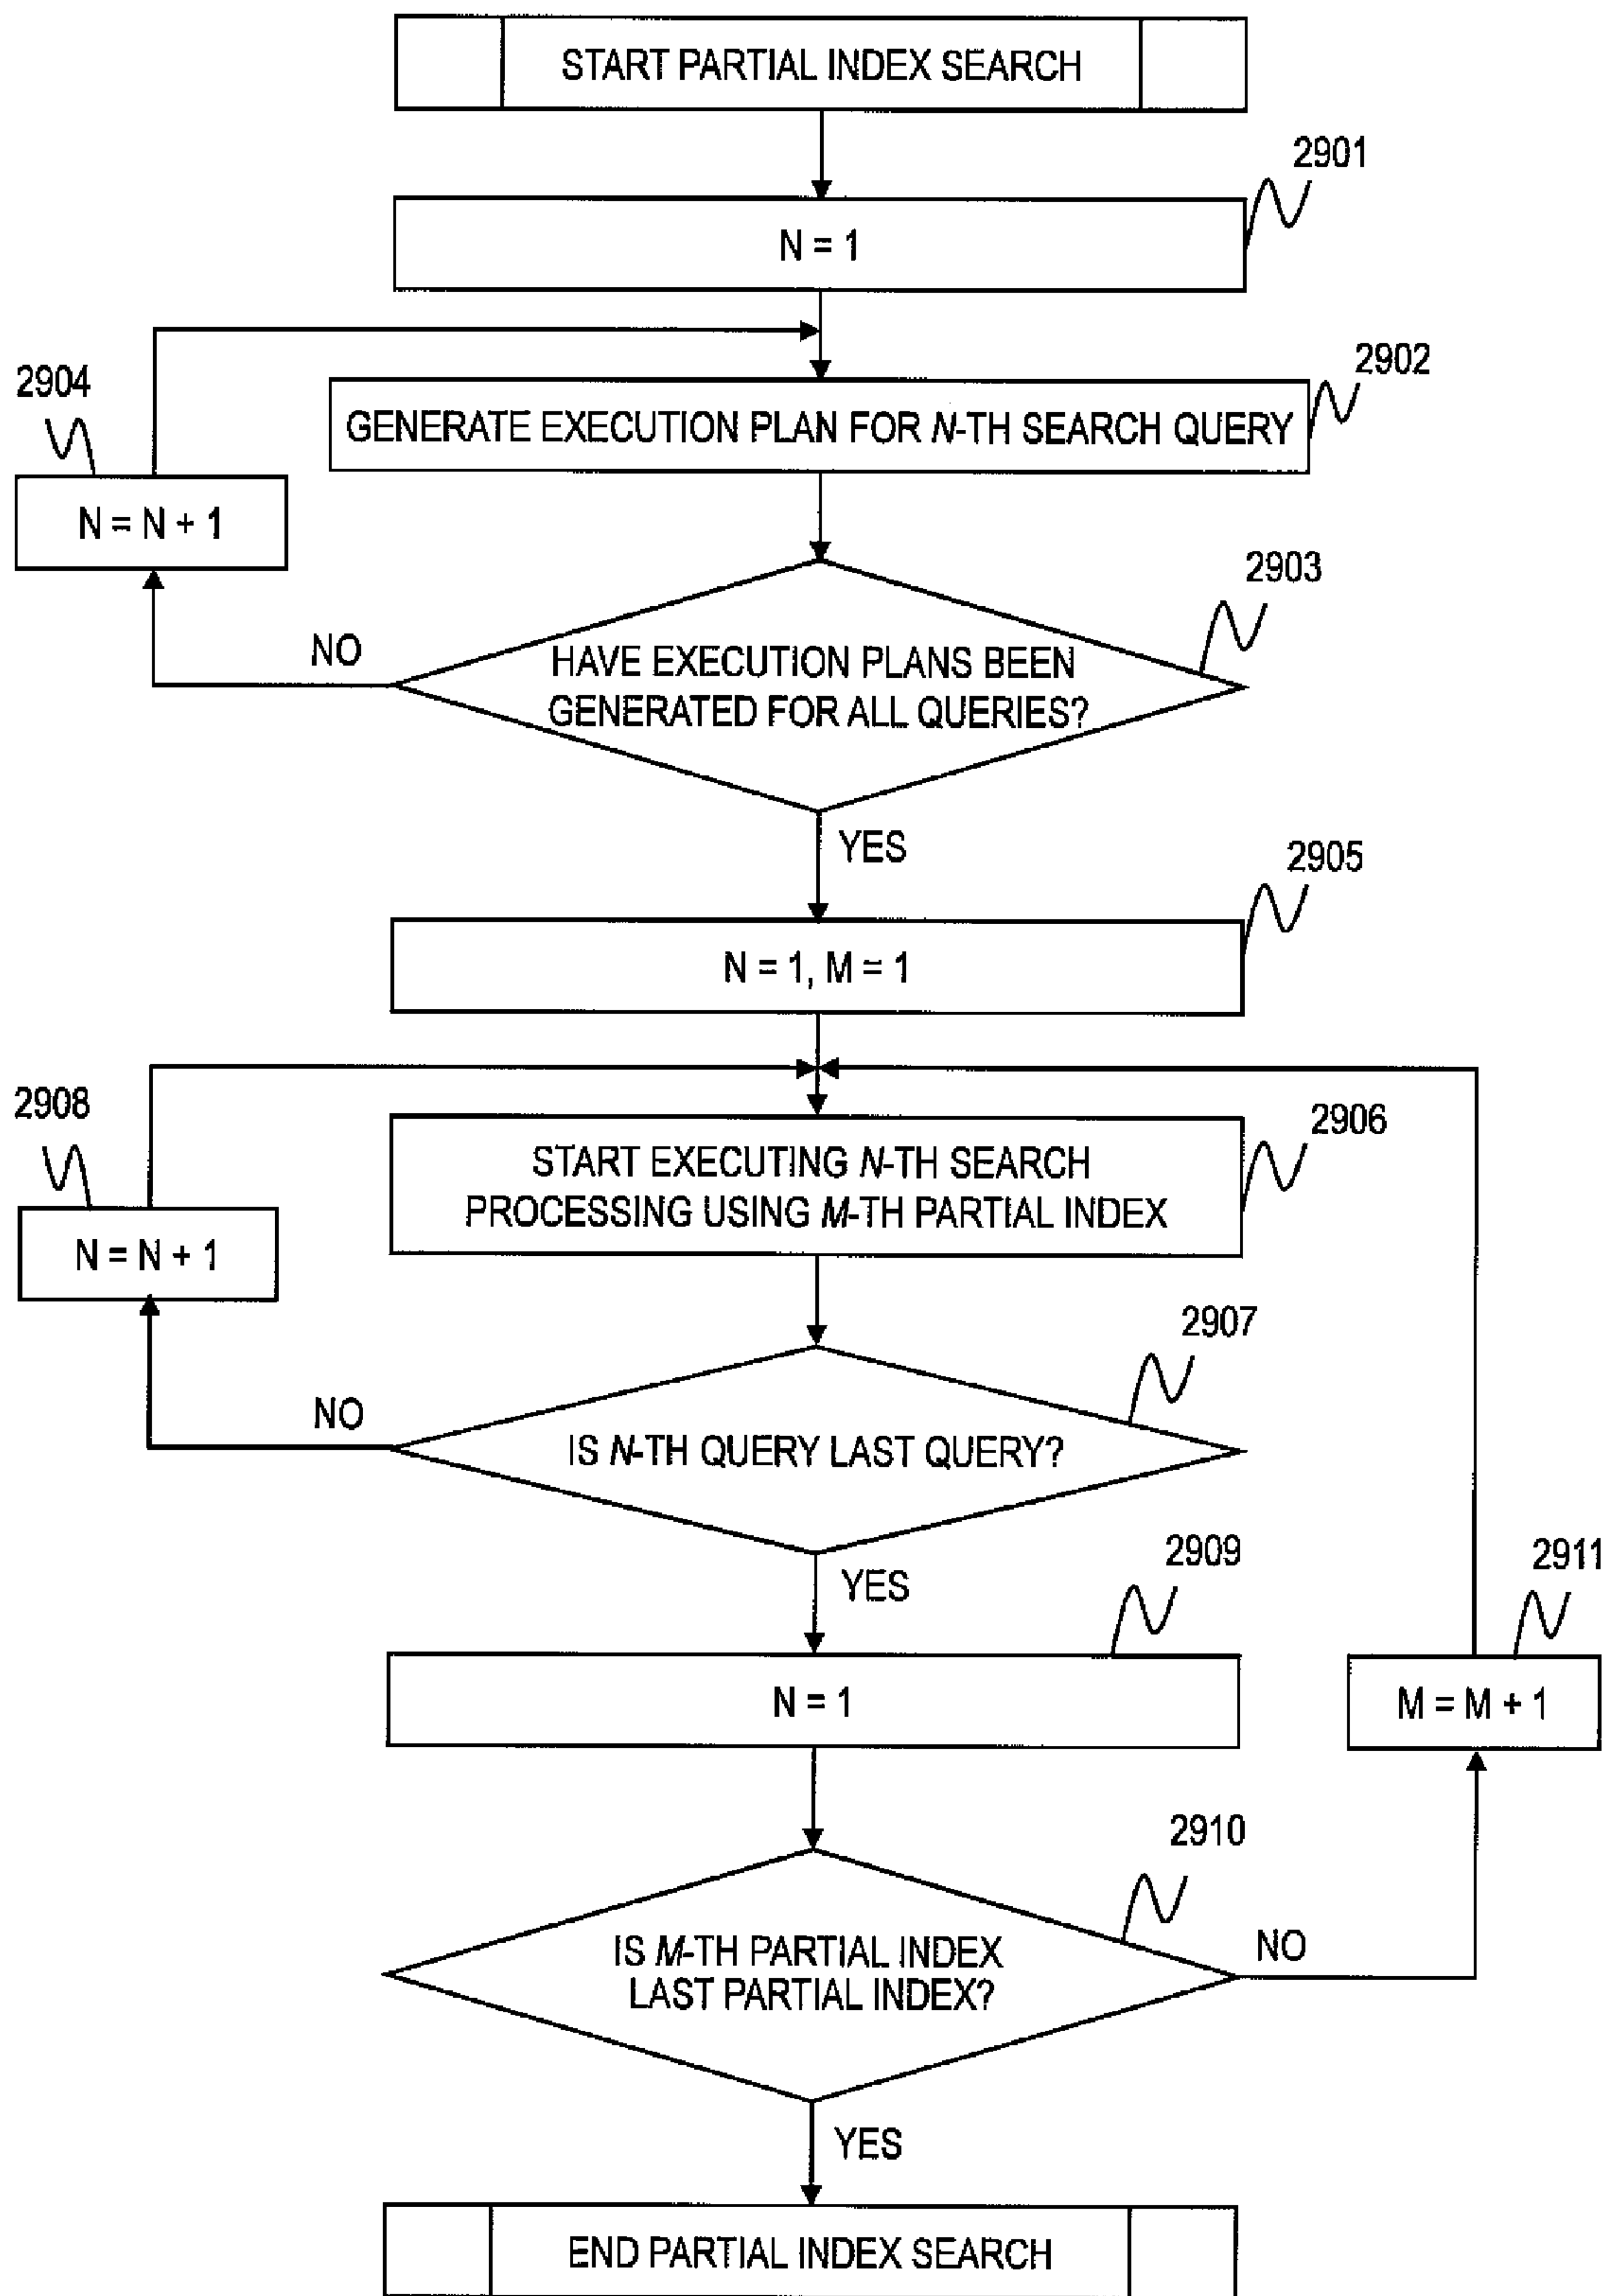 START PARTIAL INDEX SEARCH
2901
N = 1
2902
2904
GENERATE EXECUTION PLAN FOR N-TH SEARCH QUERY
N = N + 1
2903
NO
HAVE EXECUTION PLANS BEEN
GENERATED FOR ALL QUERIES?
YES
2905
N = 1, M = 1
2908
2906
START EXECUTING N-TH SEARCH
PROCESSING USING M-TH PARTIAL INDEX
N = N + 1
2907
NO
IS N-TH QUERY LAST QUERY?
YES
2909
2911
N = 1
M = M + 1
2910
IS M-TH PARTIAL INDEX
LAST PARTIAL INDEX?
NO
YES
END PARTIAL INDEX SEARCH